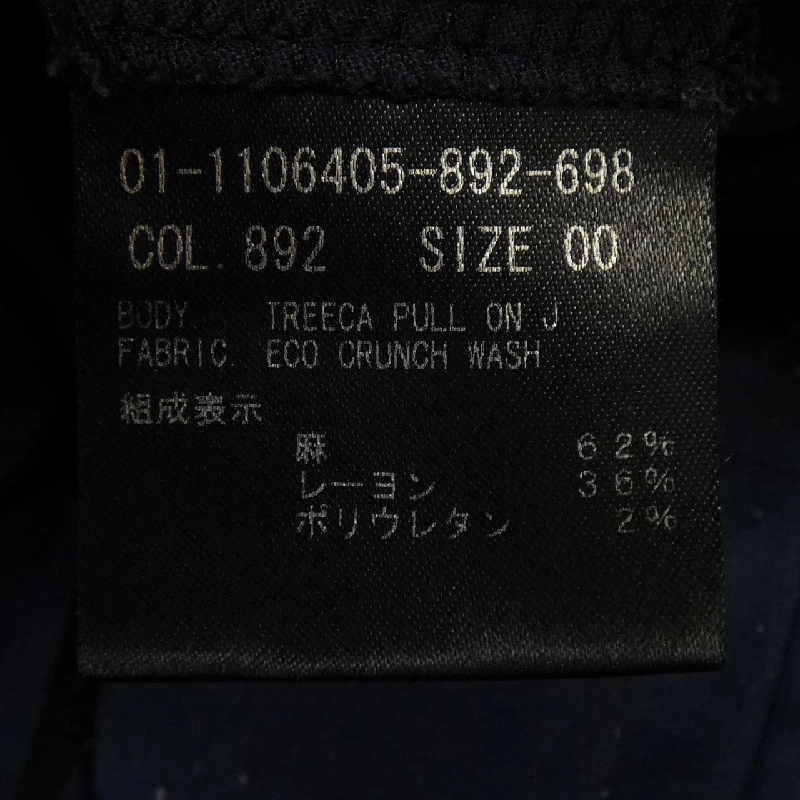 01-1106405-892-698
COL. 892 SIZE 00
BODY. TREECA PULL ON J
FABRIC. ECO CRUNCH WASH
組成表示
麻 62%
レーヨン 36%
ポリウレタン 2%